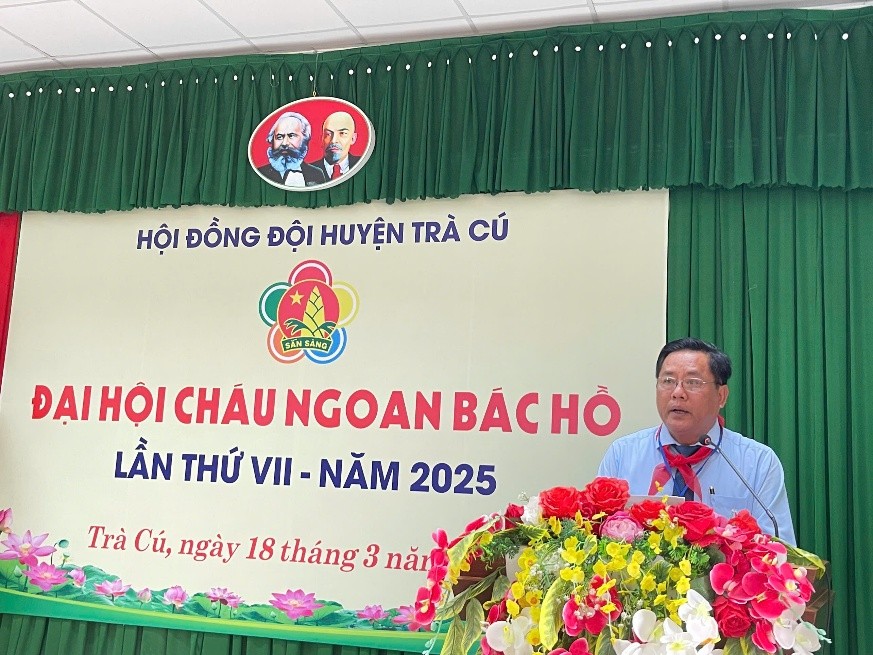 HỘI ĐỒNG ĐỘI HUYỆN TRÀ CÚ
SẴN SÀNG
ĐẠI HỘI CHÁU NGOAN BÁC HỒ
LẦN THỨ VII - NĂM 2025
Trà Cú, ngày 18 tháng 3 năm